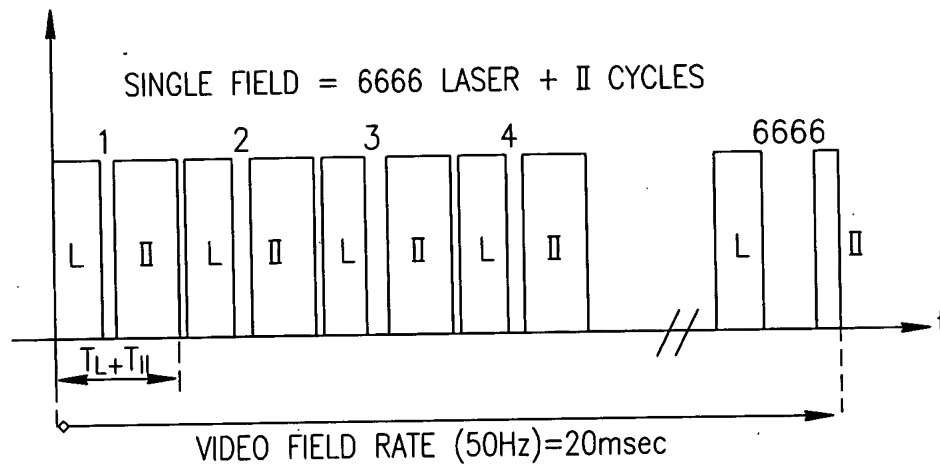 SINGLE FIELD = 6666 LASER + II CYCLES
1 2 3 4 6666
L II L II L II L II L II
t
TL+TII
VIDEO FIELD RATE (50Hz)=20msec